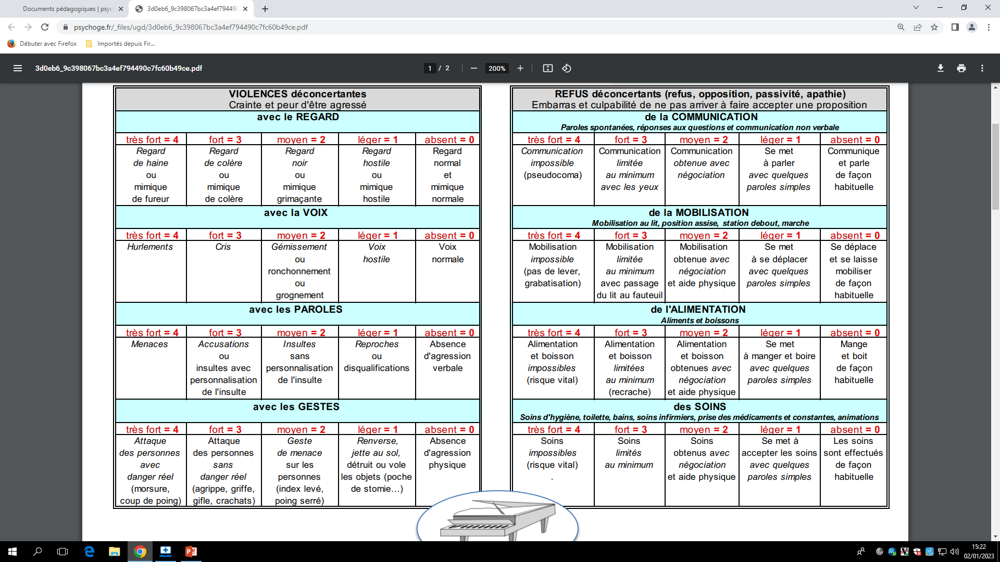 Documents pédagogiques | psych
3d0eb6_9c398067bc3a4ef794490
psychoge.fr/_files/ugd/3d0eb6_9c398067bc3a4ef794490c7fc60b49ce.pdf
Débuter avec Firefox
Importés depuis Fir...
3d0eb6_9c398067bc3a4ef794490c7fc60b49ce.pdf
1 / 2
200%
VIOLENCES déconcertantes
Crainte et peur d'être agressé
avec le REGARD
très fort = 4 fort = 3 moyen = 2 léger = 1 absent = 0
Regard Regard Regard Regard Regard
de haine de colère noir hostile normal
ou ou ou ou et
mimique mimique mimique mimique mimique
de fureur de colère grimaçante hostile normale
avec la VOIX
très fort = 4 fort = 3 moyen = 2 léger = 1 absent = 0
Hurlements Cris Gémissement Voix Voix
ou hostile normale
ronchonnement
ou
grognement
avec les PAROLES
très fort = 4 fort = 3 moyen = 2 léger = 1 absent = 0
Menaces Accusations Insultes Reproches Absence
ou sans ou d'agression
insultes avec personnalisation disqualifications verbale
personnalisation de l'insulte
de l'insulte
avec les GESTES
très fort = 4 fort = 3 moyen = 2 léger = 1 absent = 0
Attaque Attaque Geste Renverse, Absence
des personnes des personnes de menace jette au sol, d'agression
avec sans sur les détruit ou vole physique
danger réel danger réel personnes les objets (poche
(morsure, (agrippe, griffe, (index levé, de stomie…)
coup de poing) gifle, crachats) poing serré)
REFUS déconcertants (refus, opposition, passivité, apathie)
Embarras et culpabilité de ne pas arriver à faire accepter une proposition
de la COMMUNICATION
Paroles spontanées, réponses aux questions et communication non verbale
très fort = 4 fort = 3 moyen = 2 léger = 1 absent = 0
Communication Communication Communication Se met Communique
impossible limitée obtenue avec à parler et parle
(pseudocoma) au minimum négociation avec quelques de façon
avec les yeux paroles simples habituelle
de la MOBILISATION
Mobilisation au lit, position assise, station debout, marche
très fort = 4 fort = 3 moyen = 2 léger = 1 absent = 0
Mobilisation Mobilisation Mobilisation Se met Se déplace
impossible limitée obtenue avec à se déplacer et se laisse
(pas de lever, au minimum négociation avec quelques mobiliser
grabatisation) avec passage et aide physique paroles simples de façon
du lit au fauteuil habituelle
de l'ALIMENTATION
Aliments et boissons
très fort = 4 fort = 3 moyen = 2 léger = 1 absent = 0
Alimentation Alimentation Alimentation Se met Mange
et boisson et boisson et boisson à manger et boire et boit
impossibles limitées obtenues avec avec quelques de façon
(risque vital) au minimum négociation paroles simples habituelle
(recrache) et aide physique
des SOINS
Soins d'hygiène, toilette, bains, soins infirmiers, prise des médicaments et constantes, animations
très fort = 4 fort = 3 moyen = 2 léger = 1 absent = 0
Soins Soins Soins Se met à Les soins
impossibles limités obtenus avec accepter les soins sont effectués
(risque vital) au minimum négociation avec quelques de façon
. et aide physique paroles simples habituelle
15:22
02/01/2023